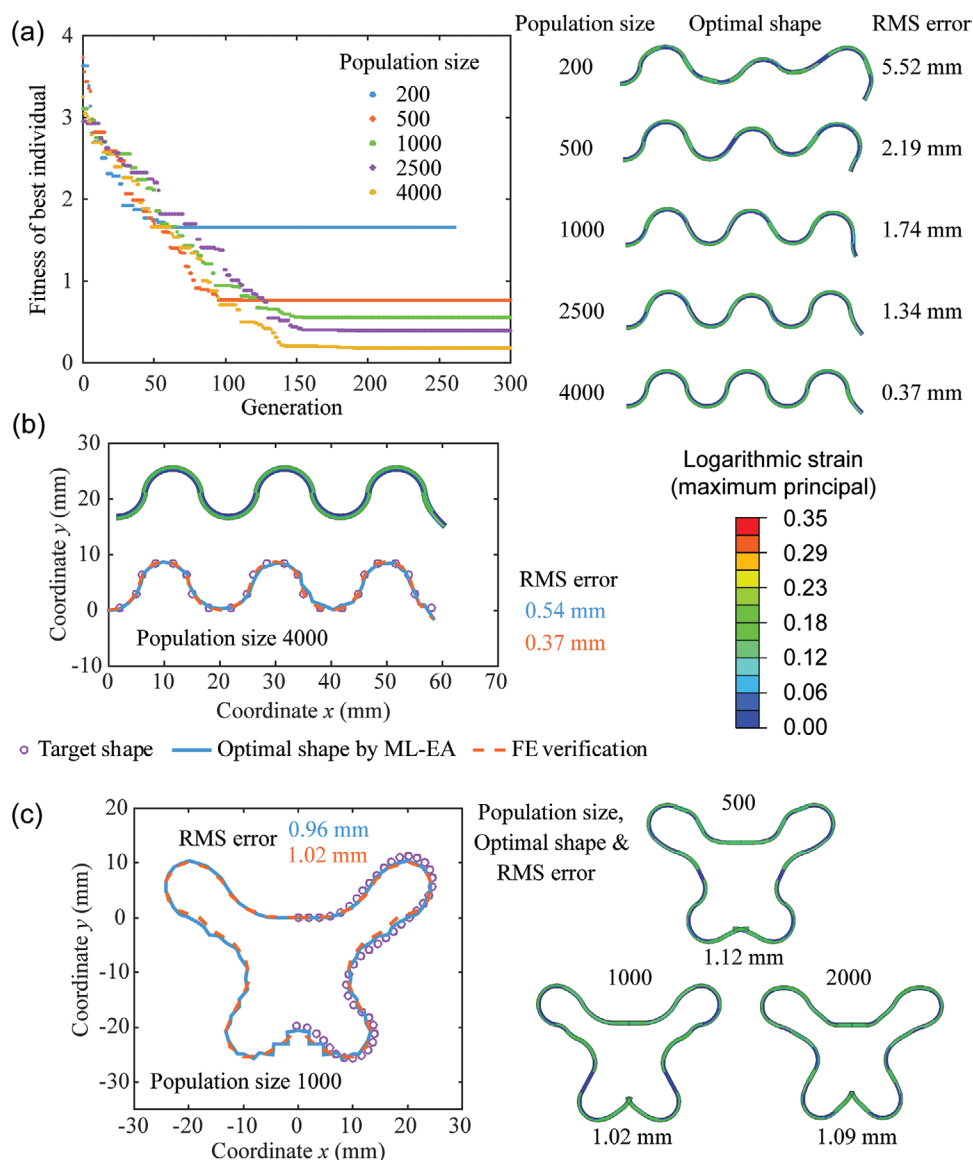 (a)
4
3
2
1
0
Fitness of best individual
Population size
200
500
1000
2500
4000
0 50 100 150 200 250 300
Generation
Population size Optimal shape RMS error
200 5.52 mm
500 2.19 mm
1000 1.74 mm
2500 1.34 mm
4000 0.37 mm
(b)
30
20
10
0
-10
Coordinate y (mm)
Population size 4000
0 10 20 30 40 50 60 70
Coordinate x (mm)
RMS error
0.54 mm
0.37 mm
Logarithmic strain
(maximum principal)
0.35
0.29
0.23
0.18
0.12
0.06
0.00
Target shape Optimal shape by ML-EA FE verification
(c)
20
10
0
-10
-20
-30
Coordinate y (mm)
RMS error
0.96 mm
1.02 mm
Population size 1000
-30 -20 -10 0 10 20 30
Coordinate x (mm)
Population size,
Optimal shape &
RMS error
500
1.12 mm
1000
1.02 mm
2000
1.09 mm